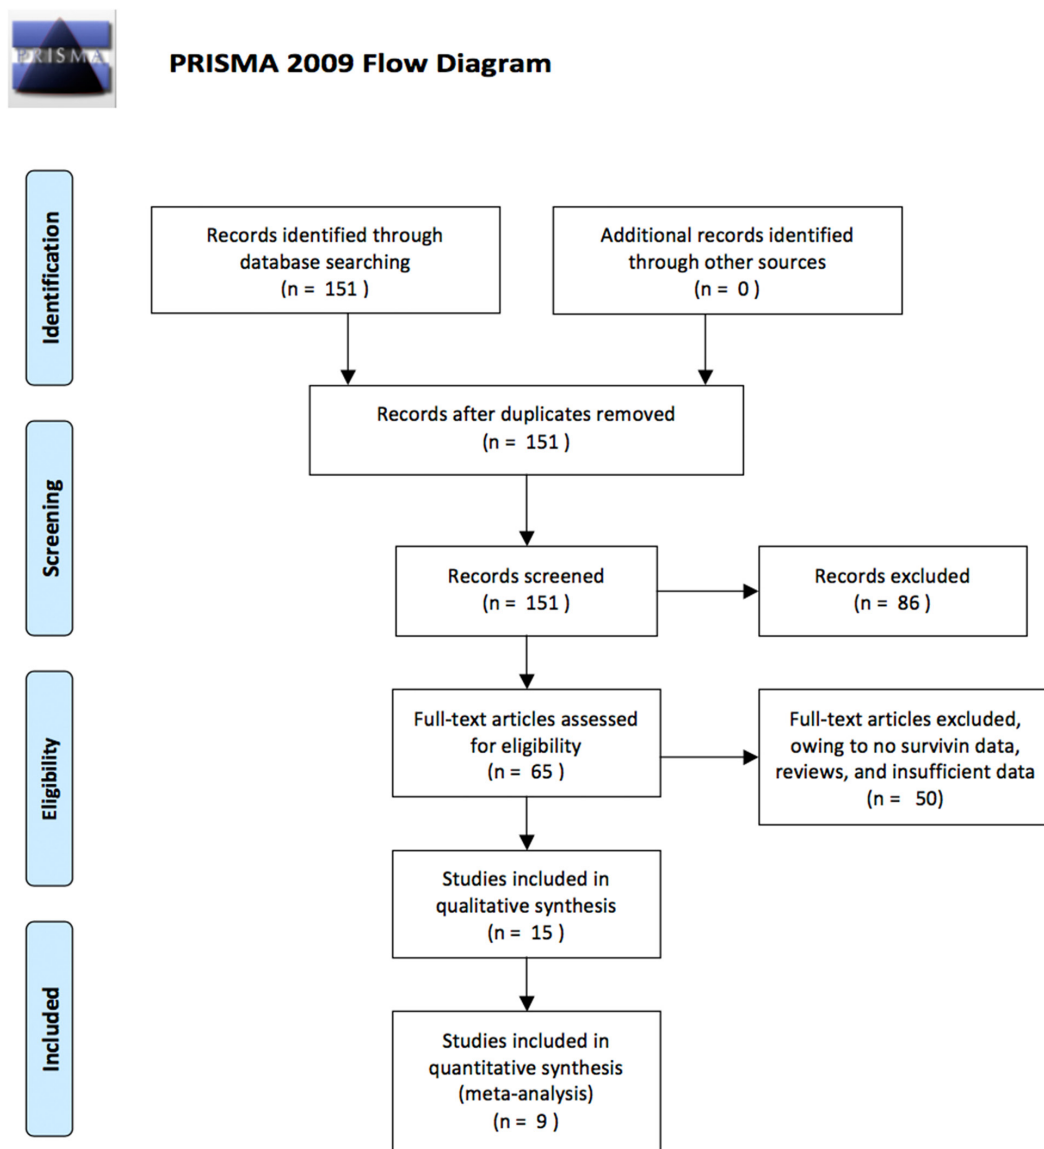 PRISMA
PRISMA 2009 Flow Diagram
Identification
Records identified through
database searching
(n = 151 )
Additional records identified
through other sources
(n = 0 )
Records after duplicates removed
(n = 151 )
Screening
Records screened
(n = 151 )
Records excluded
(n = 86 )
Eligibility
Full-text articles assessed
for eligibility
(n = 65 )
Full-text articles excluded,
owing to no survivin data,
reviews, and insufficient data
(n = 50)
Studies included in
qualitative synthesis
(n = 15 )
Included
Studies included in
quantitative synthesis
(meta-analysis)
(n = 9 )